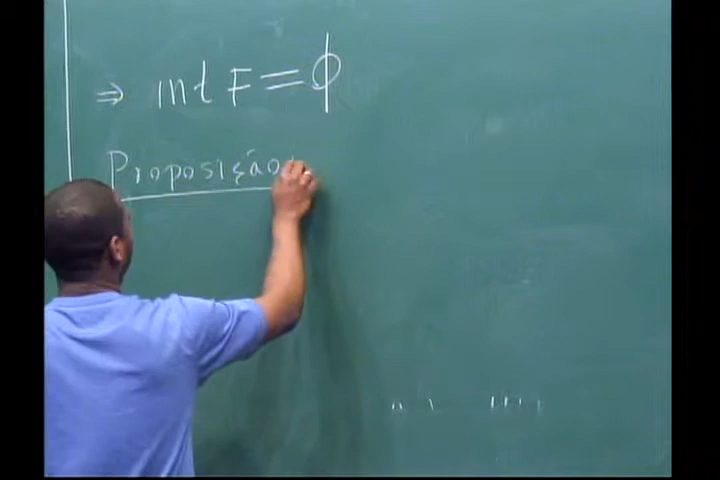 ⇒ int F = ϕ
Proposição